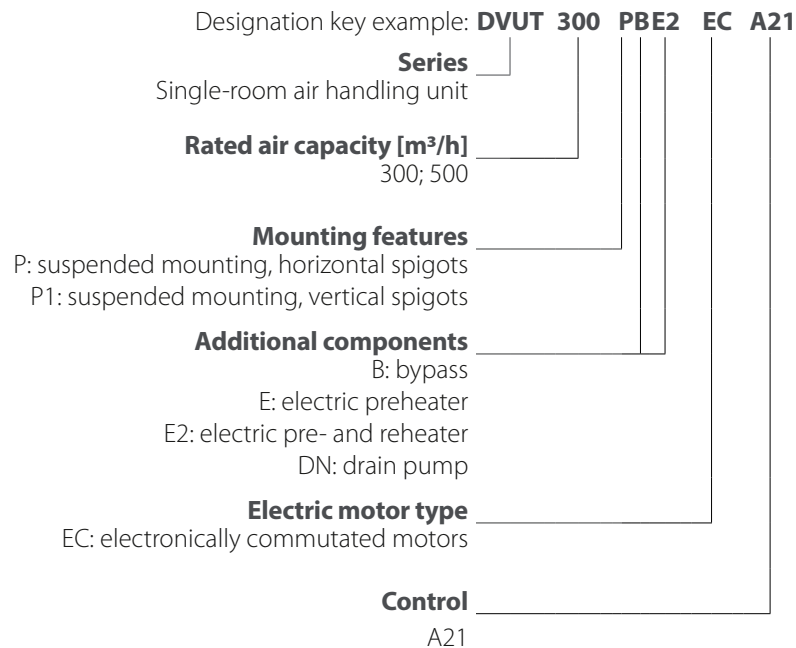 Designation key example: DVUT 300 PBE2 EC A21
Series
Single-room air handling unit
Rated air capacity [m³/h]
300; 500
Mounting features
P: suspended mounting, horizontal spigots
P1: suspended mounting, vertical spigots
Additional components
B: bypass
E: electric preheater
E2: electric pre- and reheater
DN: drain pump
Electric motor type
EC: electronically commutated motors
Control
A21